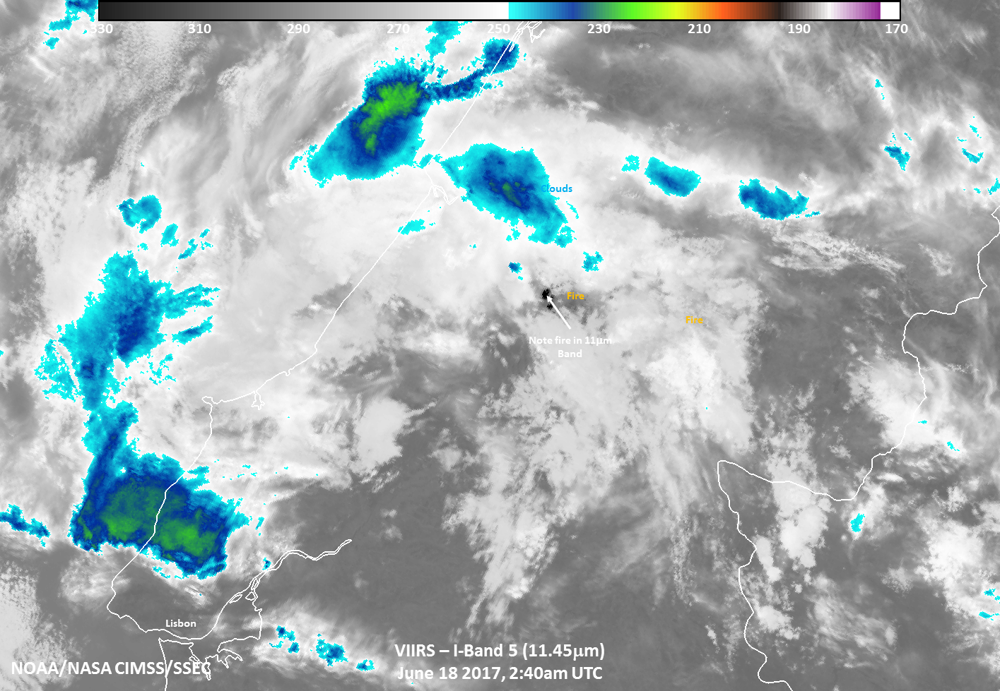 330 310 290 270 250 230 210 190 170
Clouds
Fire
Fire
Note fire in 11µm
Band
Lisbon
VIIRS – I-Band 5 (11.45µm)
NOAA/NASA CIMSS/SSEC
June 18 2017, 2:40am UTC